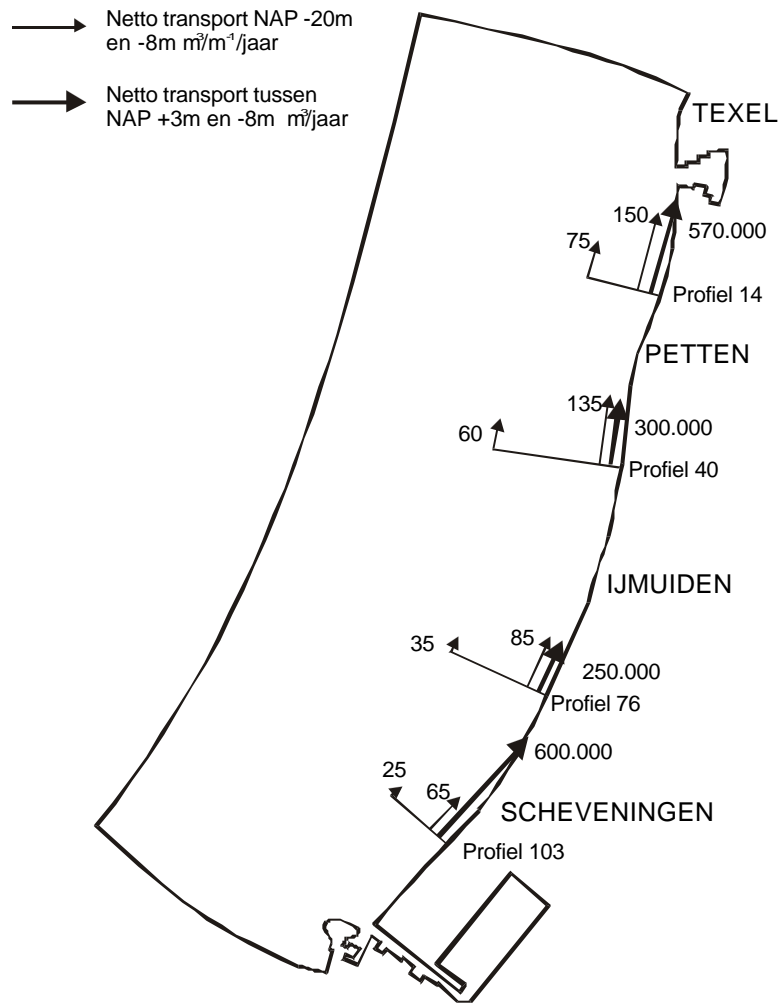 Netto transport NAP -20m
en -8m m³/m⁻¹/jaar
Netto transport tussen
NAP +3m en -8m m³/jaar
TEXEL
150
570.000
75
Profiel 14
PETTEN
135
300.000
60
Profiel 40
IJMUIDEN
85
35
250.000
Profiel 76
600.000
25
65
SCHEVENINGEN
Profiel 103